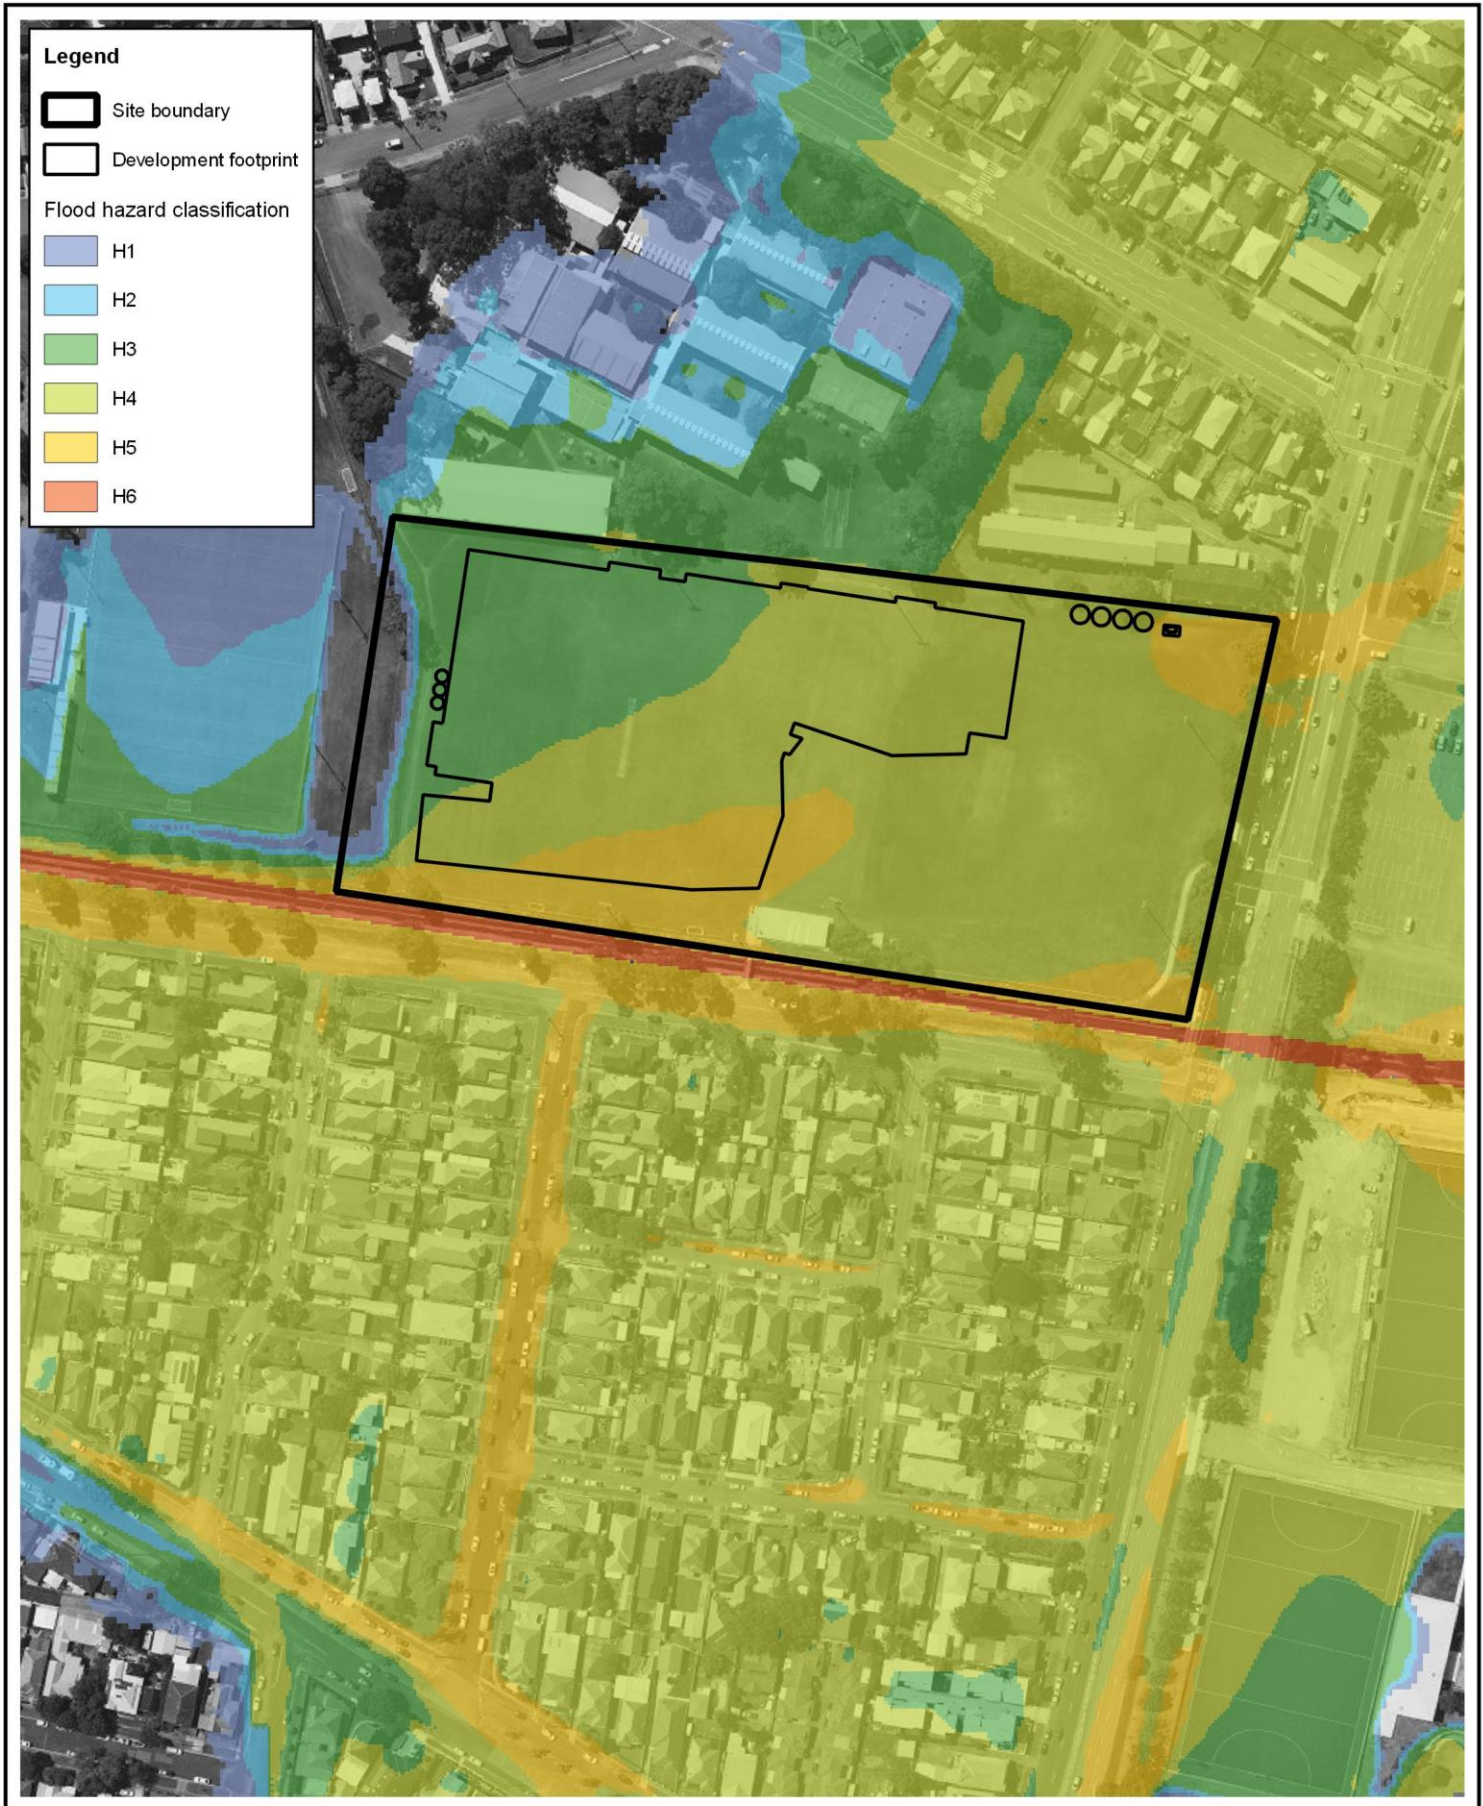 Legend
Site boundary
Development footprint
Flood hazard classification
H1
H2
H3
H4
H5
H6